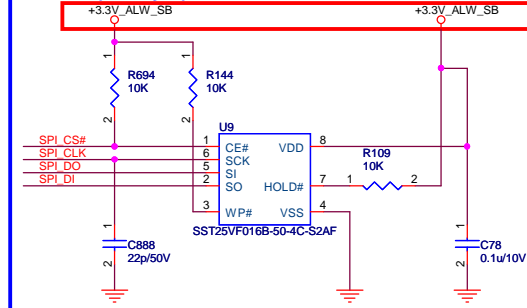 +3.3V_ALW_SB
+3.3V_ALW_SB
1
1
R694
10K
R144
10K
2
2
U9
SPI_CS#
1
CE#
VDD
8
SPI_CLK
6
SCK
R109
10K
SPI_DO
5
SI
SPI_DI
2
SO
HOLD#
7
1
2
3
WP#
VSS
4
SST25VF016B-50-4C-S2AF
1
C888
22p/50V
2
1
C78
0.1u/10V
2